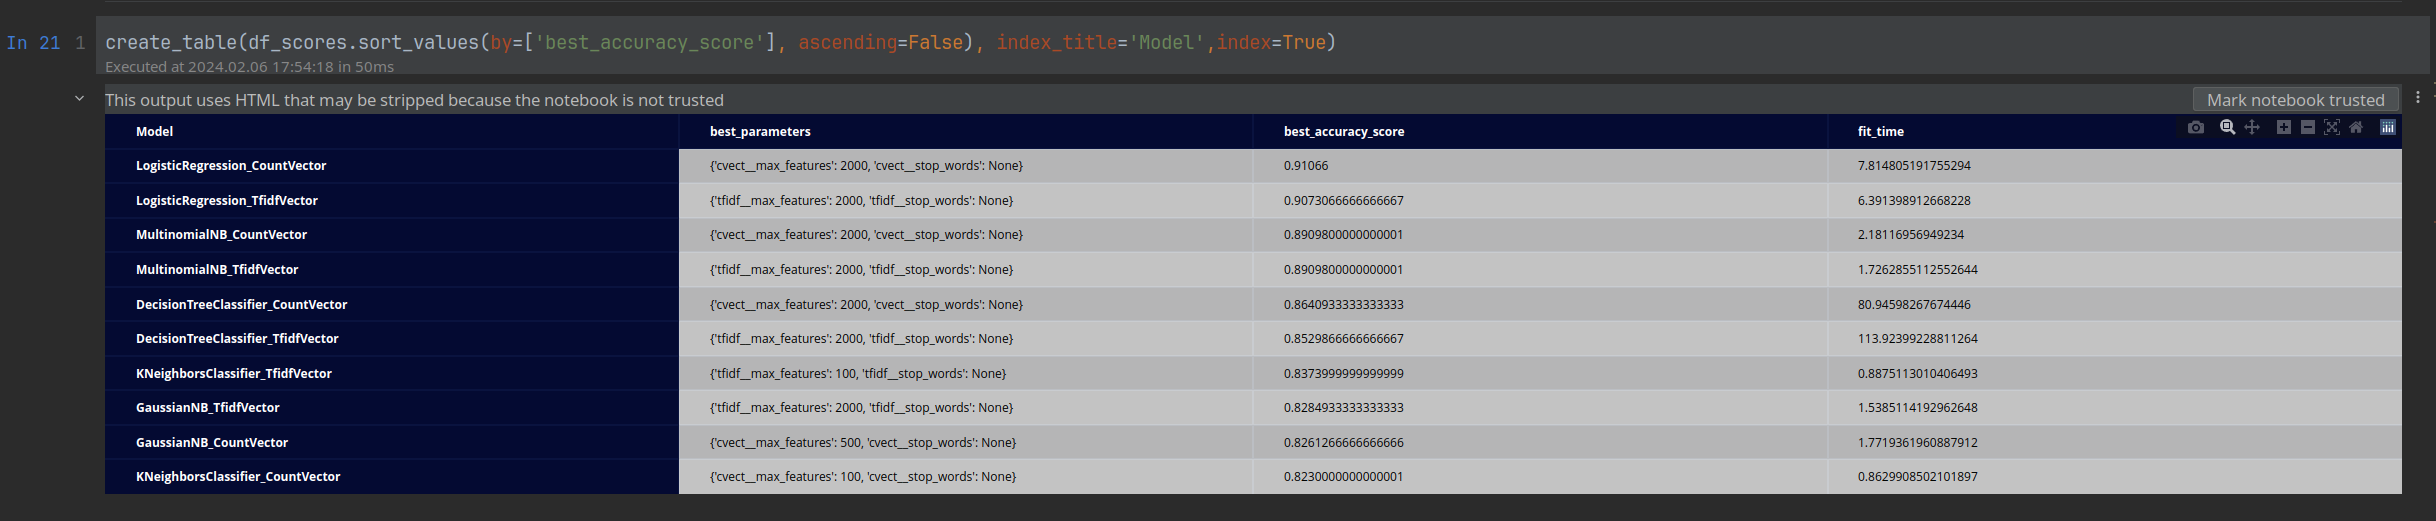 In 21 1 create_table(df_scores.sort_values(by=['best_accuracy_score'], ascending=False), index_title='Model',index=True)
Executed at 2024.02.06 17:54:18 in 50ms
This output uses HTML that may be stripped because the notebook is not trusted Mark notebook trusted
Model best_parameters best_accuracy_score fit_time
LogisticRegression_CountVector {'cvect__max_features': 2000, 'cvect__stop_words': None} 0.91066 7.814805191755294
LogisticRegression_TfidfVector {'tfidf__max_features': 2000, 'tfidf__stop_words': None} 0.9073066666666667 6.391398912668228
MultinomialNB_CountVector {'cvect__max_features': 2000, 'cvect__stop_words': None} 0.8909800000000001 2.18116956949234
MultinomialNB_TfidfVector {'tfidf__max_features': 2000, 'tfidf__stop_words': None} 0.8909800000000001 1.7262855112552644
DecisionTreeClassifier_CountVector {'cvect__max_features': 2000, 'cvect__stop_words': None} 0.8640933333333333 80.94598267674446
DecisionTreeClassifier_TfidfVector {'tfidf__max_features': 2000, 'tfidf__stop_words': None} 0.8529866666666667 113.92399228811264
KNeighborsClassifier_TfidfVector {'tfidf__max_features': 100, 'tfidf__stop_words': None} 0.8373999999999999 0.8875113010406493
GaussianNB_TfidfVector {'tfidf__max_features': 2000, 'tfidf__stop_words': None} 0.8284933333333333 1.5385114192962648
GaussianNB_CountVector {'cvect__max_features': 500, 'cvect__stop_words': None} 0.8261266666666666 1.7719361960887912
KNeighborsClassifier_CountVector {'cvect__max_features': 100, 'cvect__stop_words': None} 0.8230000000000001 0.8629908502101897